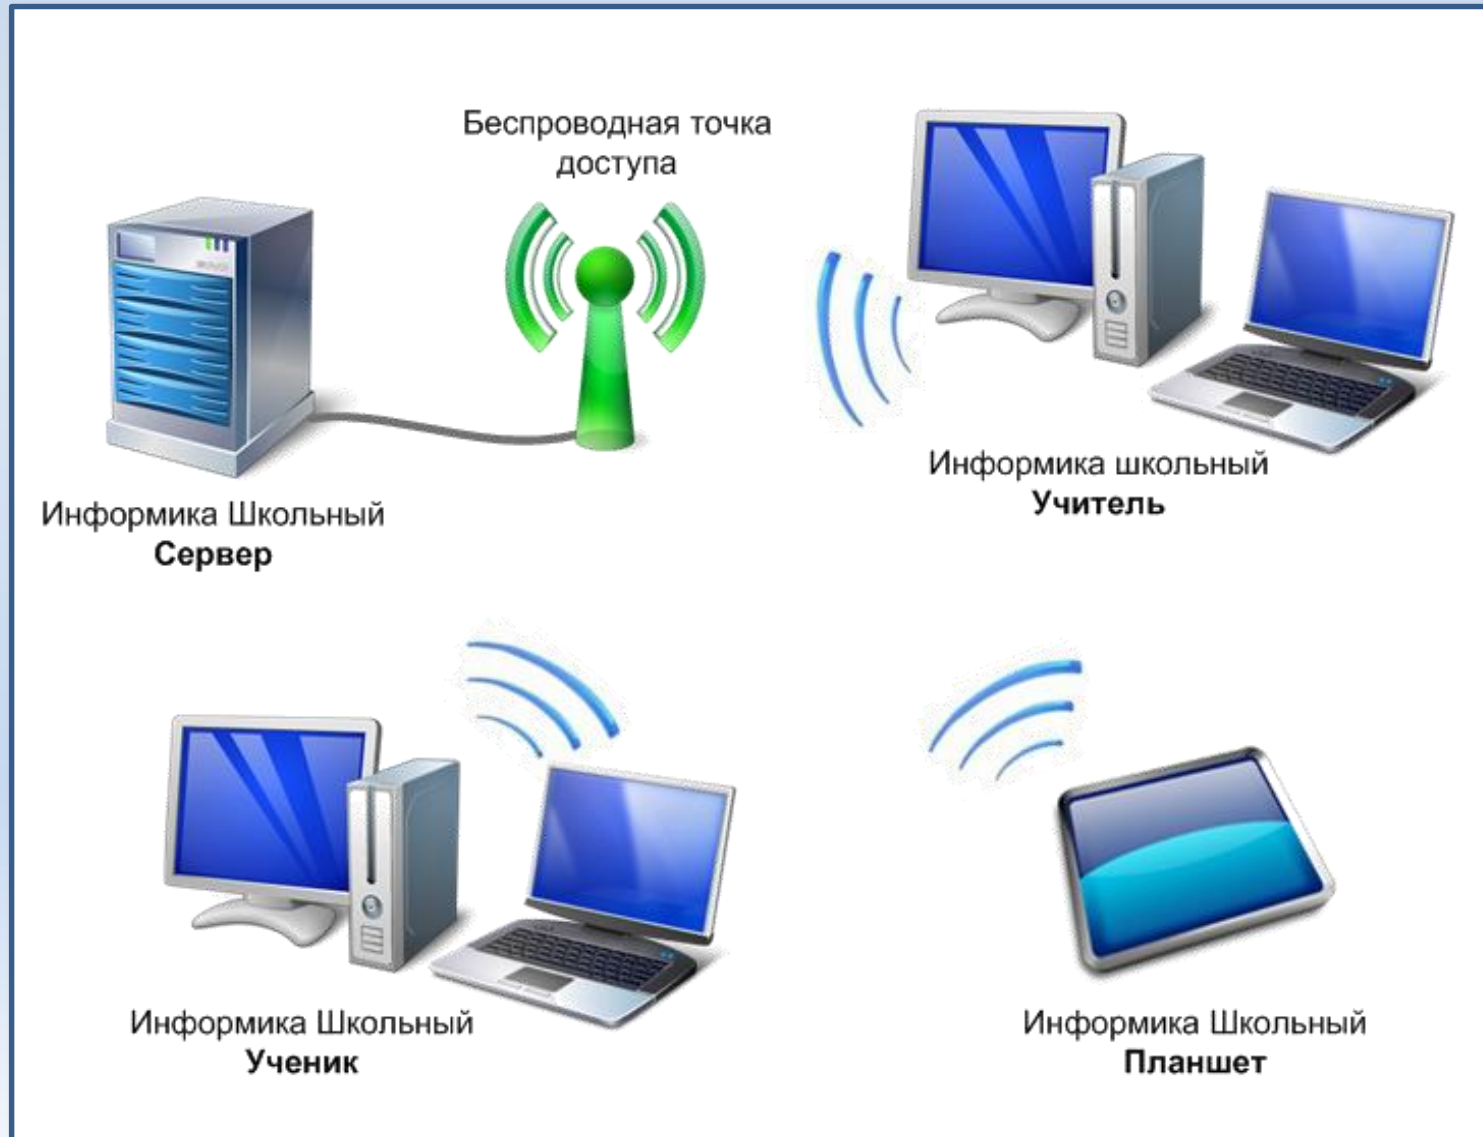 Беспроводная точка
доступа
Информика школьный
Учитель
Информика Школьный
Сервер
Информика Школьный
Ученик
Информика Школьный
Планшет